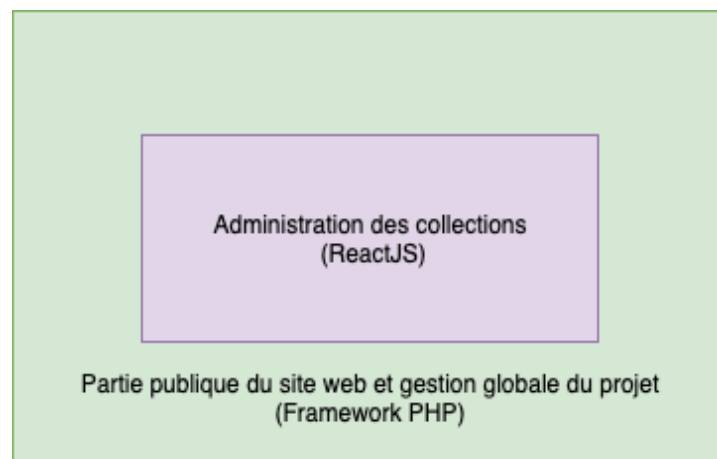 Administration des collections
(ReactJS)
Partie publique du site web et gestion globale du projet
(Framework PHP)